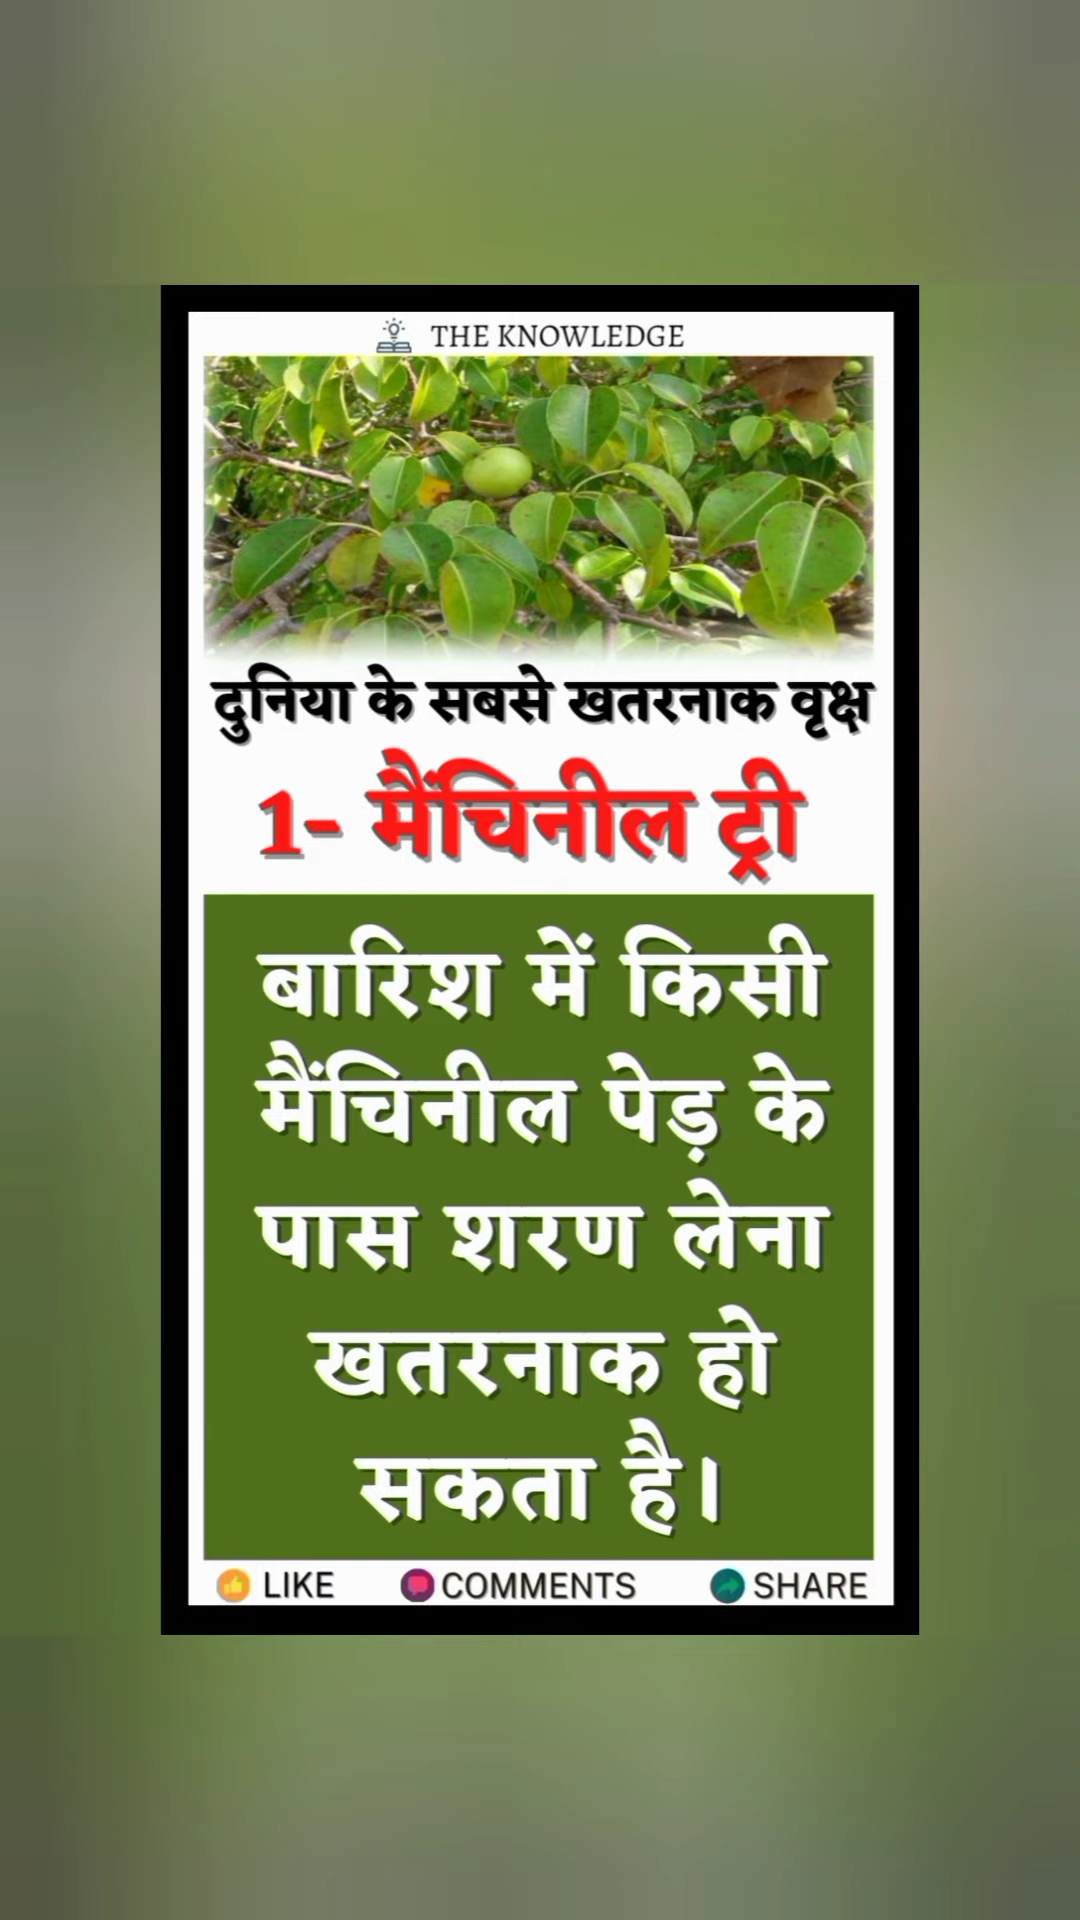 THE KNOWLEDGE
दुनिया के सबसे खतरनाक वृक्ष
1- मैंचिनील ट्री
बारिश में किसी
मैंचिनील पेड़ के
पास शरण लेना
खतरनाक हो
सकता है।
LIKE COMMENTS SHARE